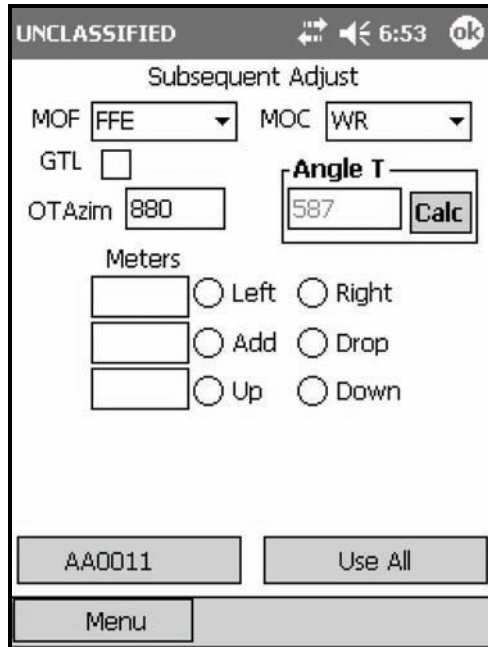 UNCLASSIFIED 6:53 ok
Subsequent Adjust
MOF FFE MOC WR
GTL
Angle T
OTAzim 880 587 Calc
Meters
Left Right
Add Drop
Up Down
AA0011 Use All
Menu